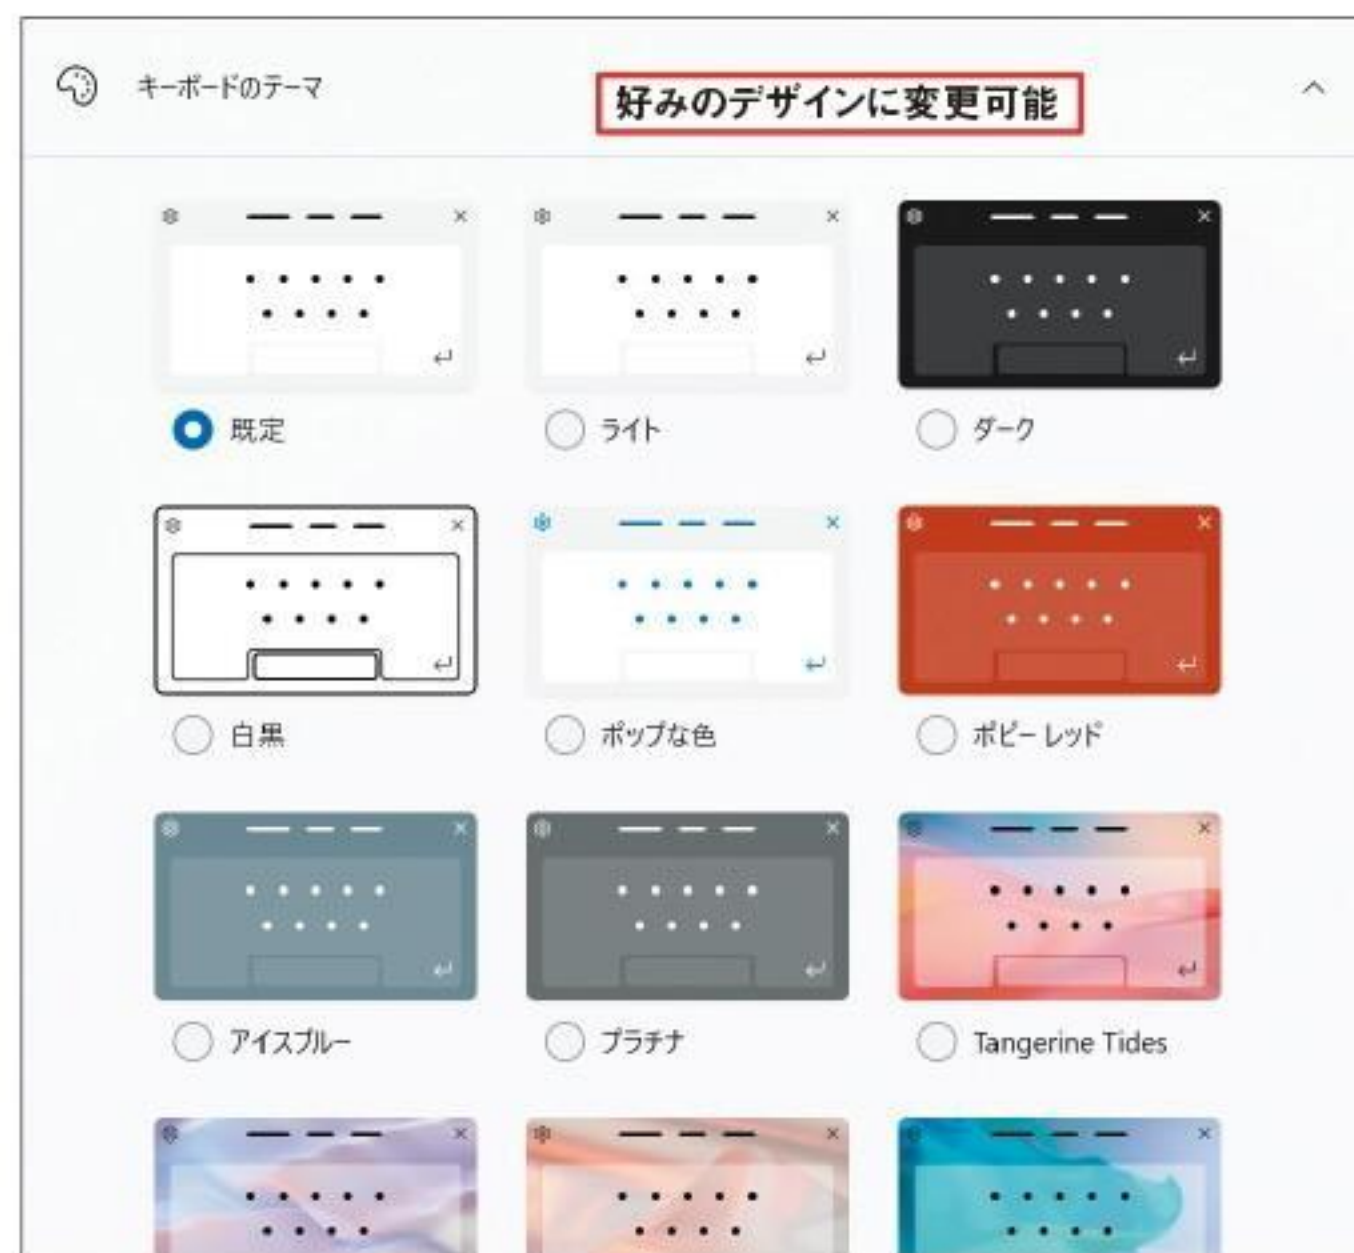 キーボードのテーマ
好みのデザインに変更可能
既定
ライト
ダーク
白黒
ポップな色
ポピー レッド
アイスブルー
プラチナ
Tangerine Tides